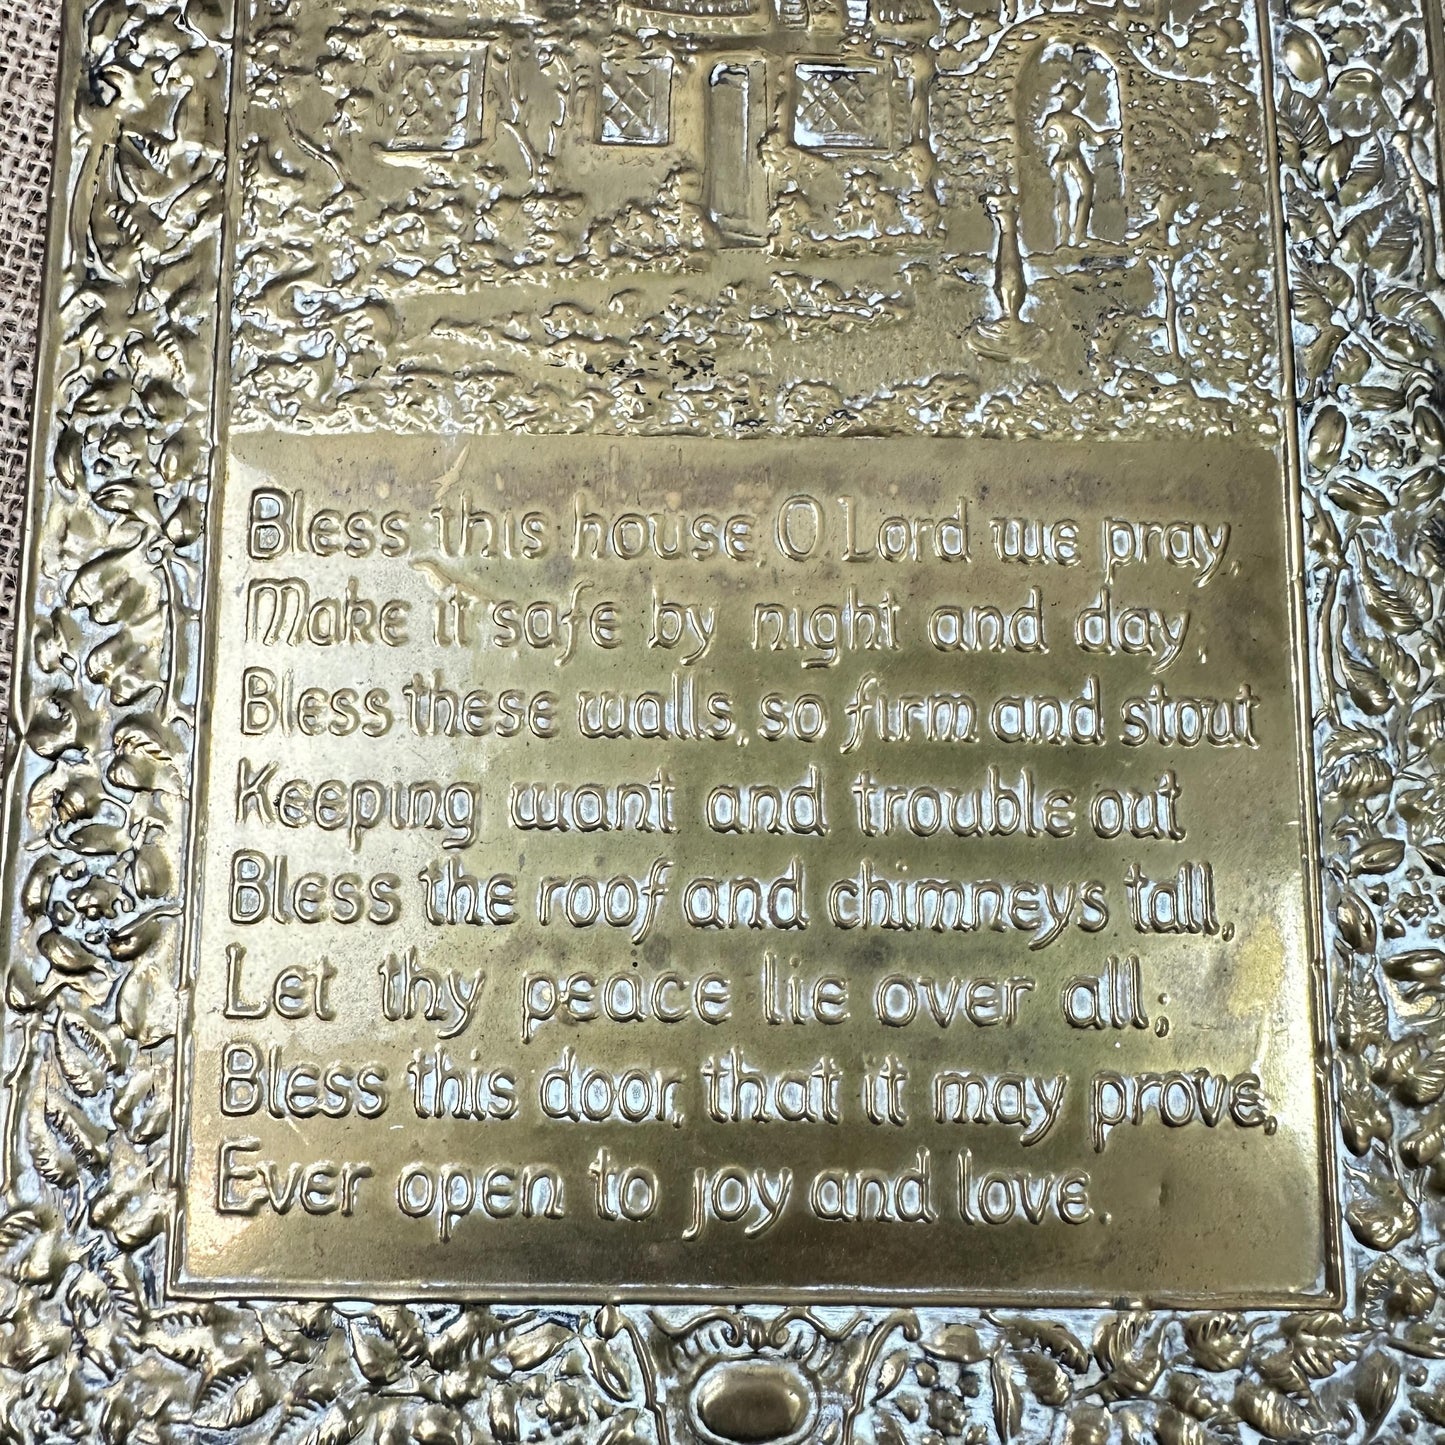 Bless this house, O. Lord we pray,
Make it safe by night and day,
Bless these walls, so firm and stout
Keeping want and trouble out
Bless the roof and chimneys tall,
Let thy peace lie over all;
Bless this door, that it may prove,
Ever open to joy and love.